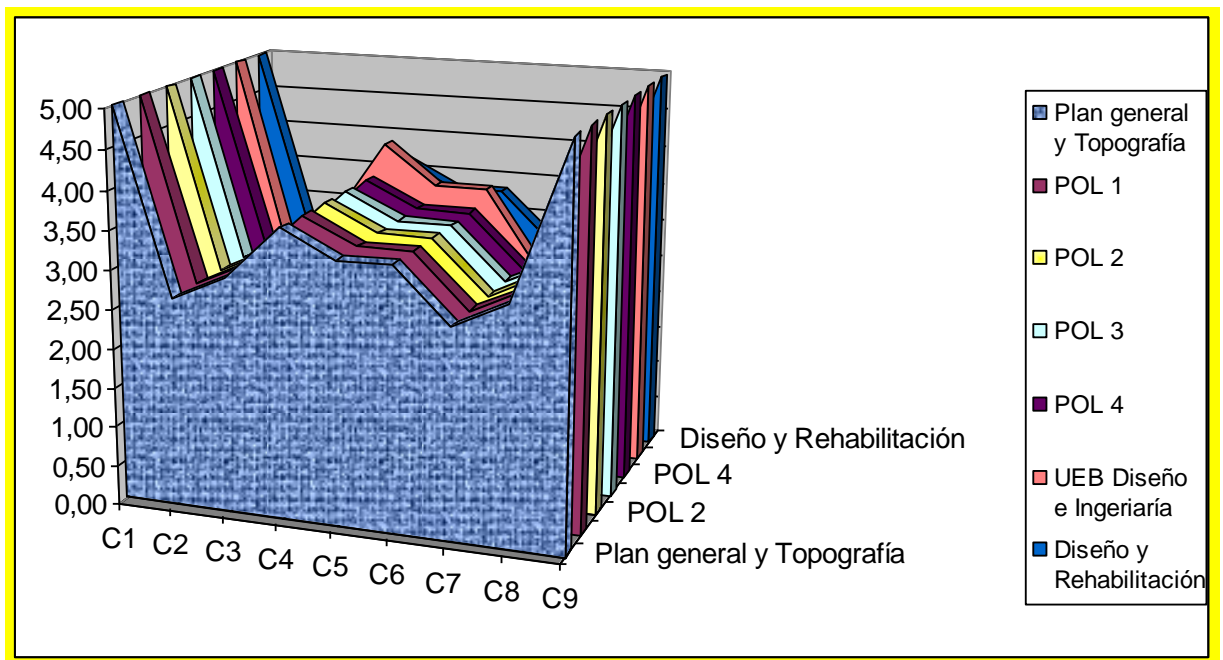 5,00
4,50
4,00
3,50
3,00
2,50
2,00
1,50
1,00
0,50
0,00
C1 C2 C3 C4 C5 C6 C7 C8 C9
Diseño y Rehabilitación
POL 4
POL 2
Plan general y Topografía
Plan general
y Topografía
POL 1
POL 2
POL 3
POL 4
UEB Diseño
e Ingeriaría
Diseño y
Rehabilitación